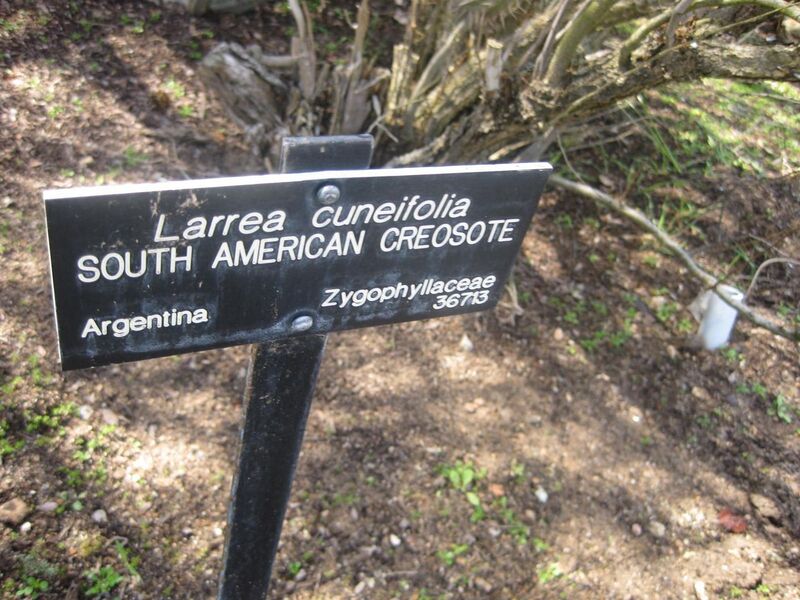 Larrea cuneifolia
SOUTH AMERICAN CREOSOTE
Zygophyllaceae
Argentina
36713